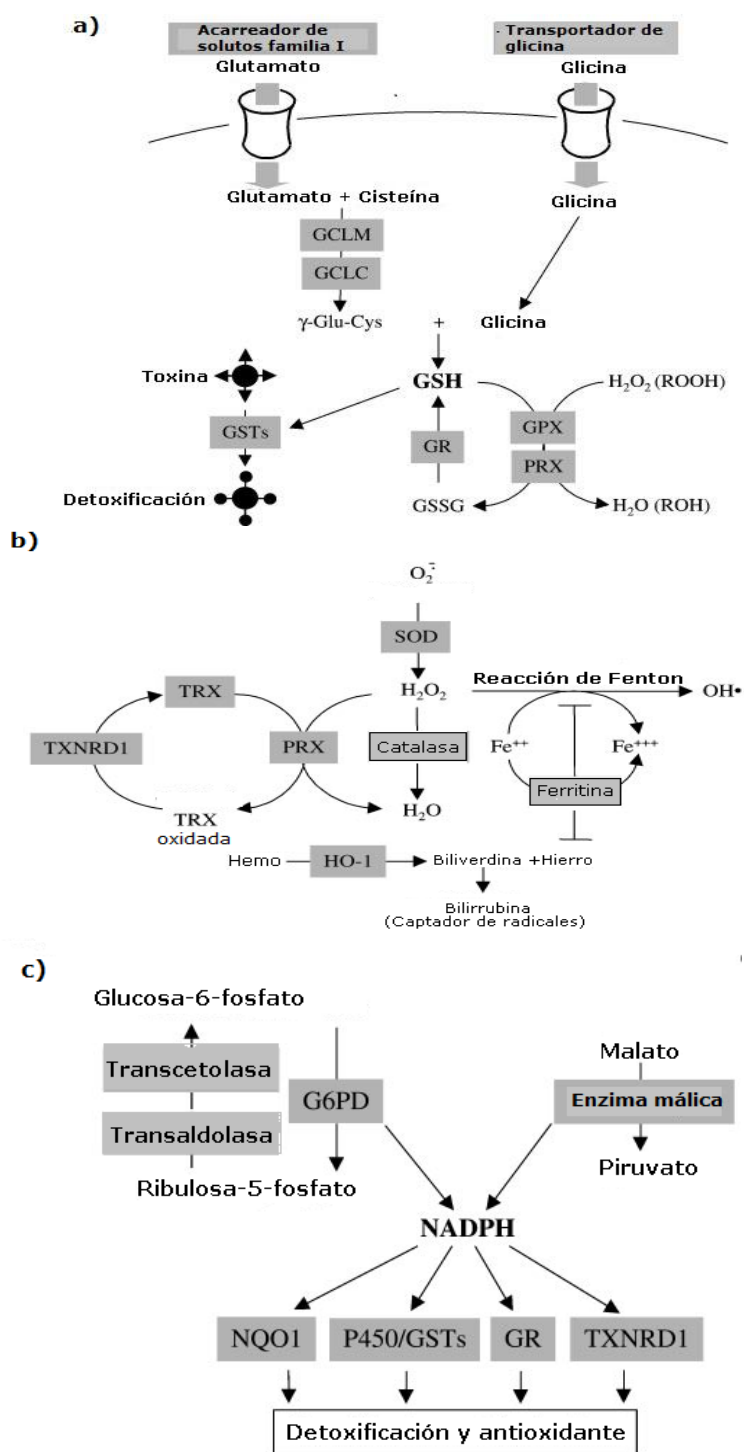 a)
Acarreador de
solutos familia I
Transportador de
glicina
Glutamato
Glicina
Glutamato + Cisteína
Glicina
GCLM
GCLC
γ-Glu-Cys
+
Glicina
Toxina
GSH
H₂O₂ (ROOH)
GSTs
GR
GPX
PRX
Detoxificación
GSSG
H₂O (ROH)
b)
O₂⁻
SOD
TRX
H₂O₂
Reacción de Fenton
OH•
TXNRD1
PRX
Catalasa
Fe⁺⁺
Fe⁺⁺⁺
Ferritina
TRX
oxidada
H₂O
Hemo
HO-1
Biliverdina +Hierro
Bilirrubina
(Captador de radicales)
c)
Glucosa-6-fosfato
Malato
Transcetolasa
G6PD
Enzima málica
Transaldolasa
Ribulosa-5-fosfato
Piruvato
NADPH
NQO1
P450/GSTs
GR
TXNRD1
Detoxificación y antioxidante